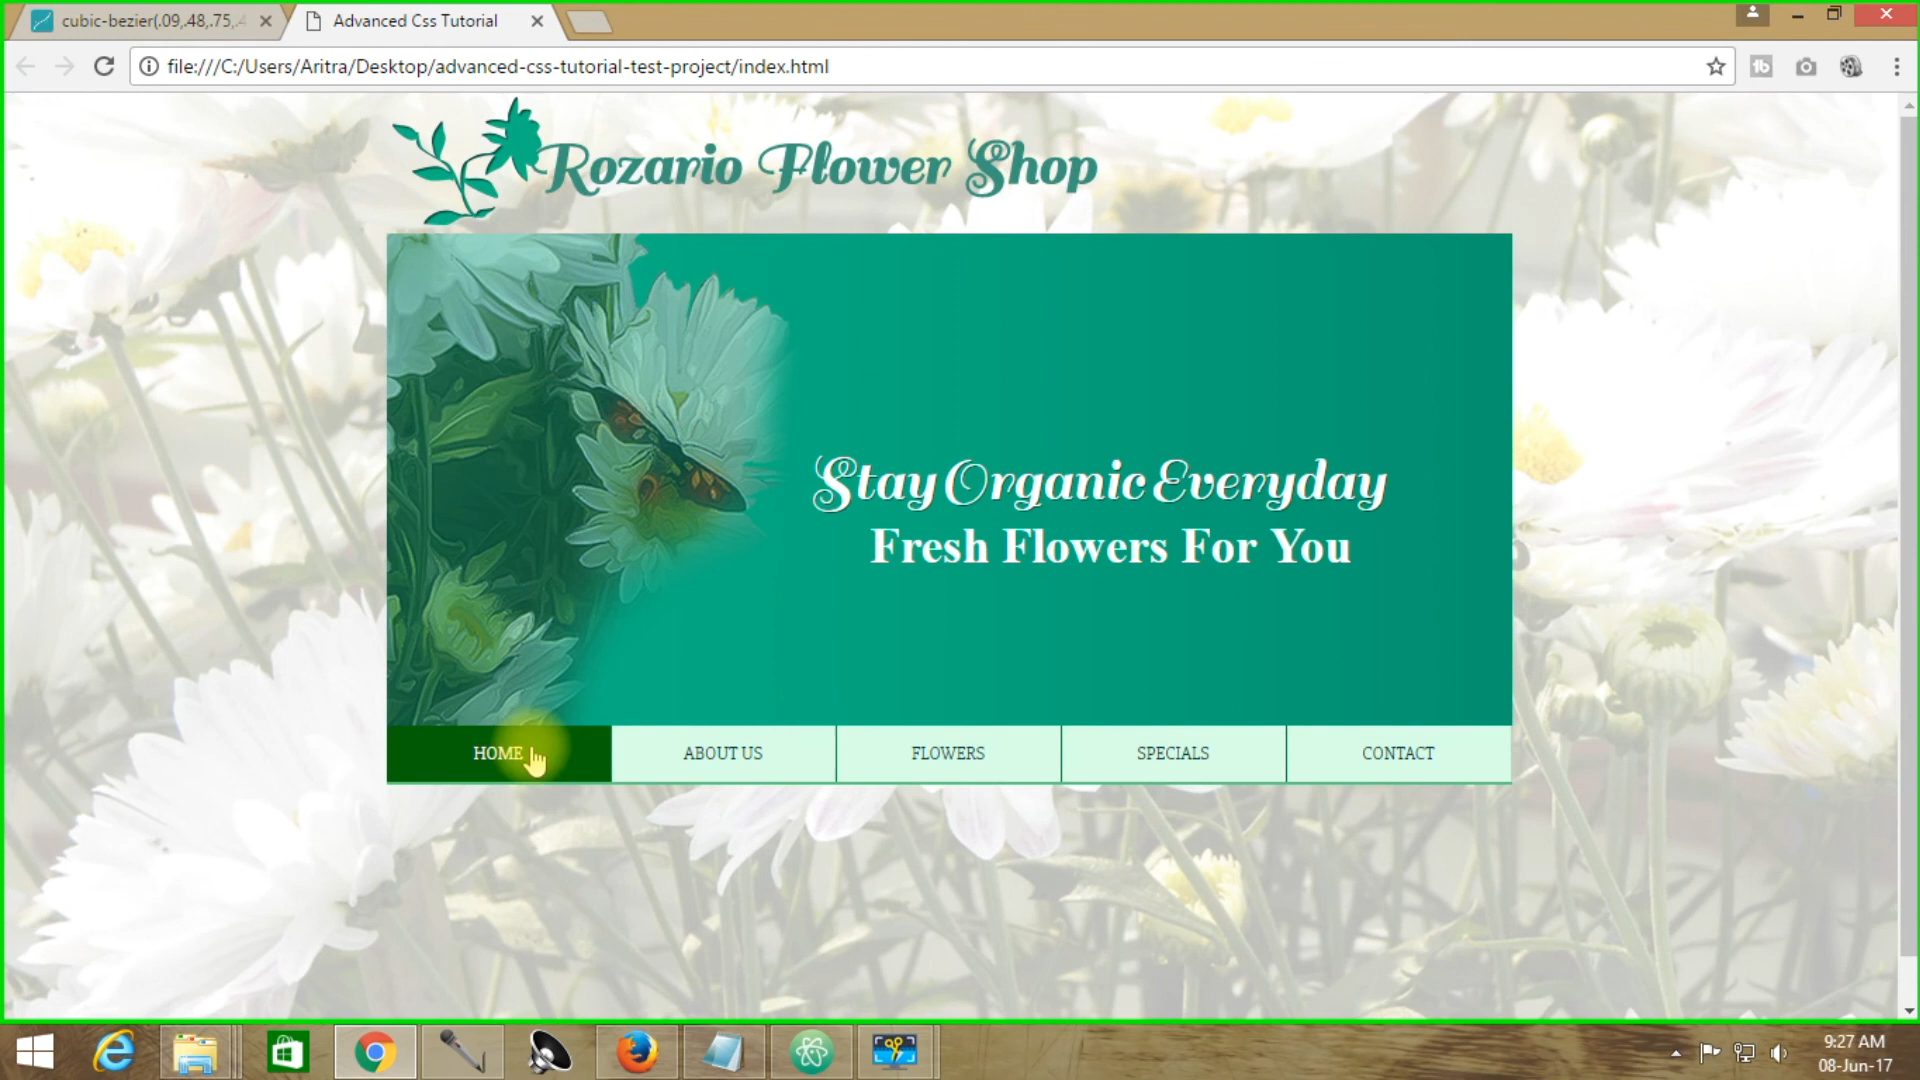 cubic-bezier(.09,.48,.75,.4
Advanced Css Tutorial
file:///C:/Users/Aritra/Desktop/advanced-css-tutorial-test-project/index.html
Rozario Flower Shop
Stay Organic Everyday
Fresh Flowers For You
HOME ABOUT US FLOWERS SPECIALS CONTACT
9:27 AM
08-Jun-17